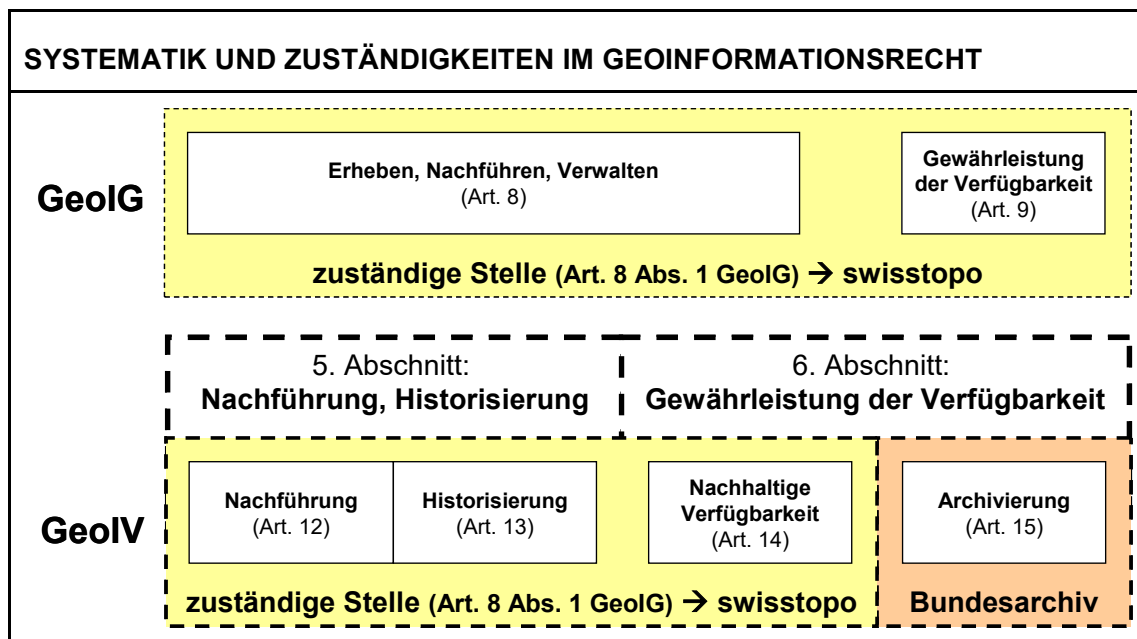 SYSTEMATIK UND ZUSTÄNDIGKEITEN IM GEOINFORMATIONSRECHT
GeoIG
Erheben, Nachführen, Verwalten
(Art. 8)
Gewährleistung
der Verfügbarkeit
(Art. 9)
zuständige Stelle (Art. 8 Abs. 1 GeoIG) → swisstopo
5. Abschnitt:
Nachführung, Historisierung
6. Abschnitt:
Gewährleistung der Verfügbarkeit
GeoIV
Nachführung
(Art. 12)
Historisierung
(Art. 13)
Nachhaltige
Verfügbarkeit
(Art. 14)
Archivierung
(Art. 15)
zuständige Stelle (Art. 8 Abs. 1 GeoIG) → swisstopo
Bundesarchiv